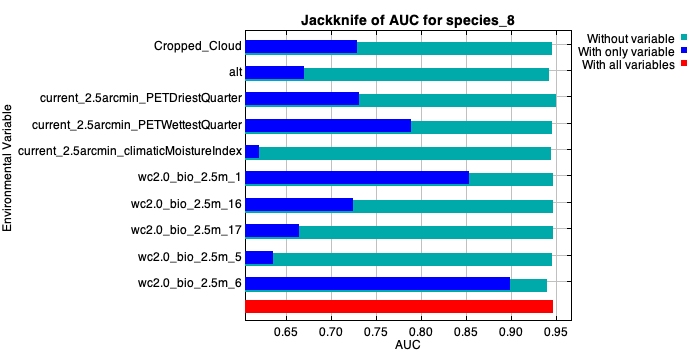 Jackknife of AUC for species_8
Without variable
With only variable
With all variables
Environmental Variable
Cropped_Cloud
alt
current_2.5arcmin_PETDriestQuarter
current_2.5arcmin_PETWettestQuarter
current_2.5arcmin_climaticMoistureIndex
wc2.0_bio_2.5m_1
wc2.0_bio_2.5m_16
wc2.0_bio_2.5m_17
wc2.0_bio_2.5m_5
wc2.0_bio_2.5m_6
0.65 0.70 0.75 0.80 0.85 0.90 0.95
AUC